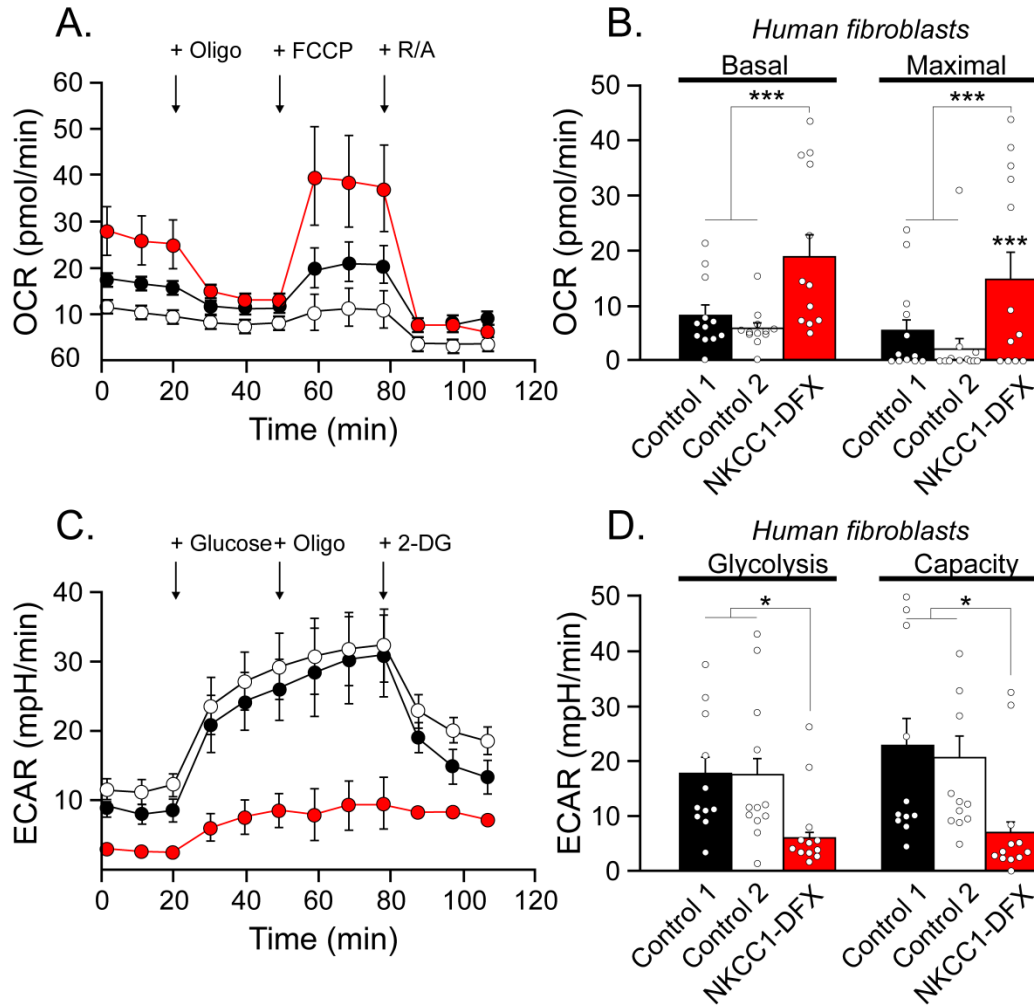 A.
+ Oligo + FCCP + R/A
60
50
40
30
20
10
60
OCR (pmol/min)
0 20 40 60 80 100 120
Time (min)
B.
Human fibroblasts
Basal Maximal
50
40
30
20
10
0
OCR (pmol/min)
*** ***
***
Control 1 Control 2 NKCC1-DFX Control 1 Control 2 NKCC1-DFX
C.
+ Glucose + Oligo + 2-DG
40
30
20
10
ECAR (mpH/min)
0 20 40 60 80 100 120
Time (min)
D.
Human fibroblasts
Glycolysis Capacity
50
40
30
20
10
0
ECAR (mpH/min)
* *
Control 1 Control 2 NKCC1-DFX Control 1 Control 2 NKCC1-DFX